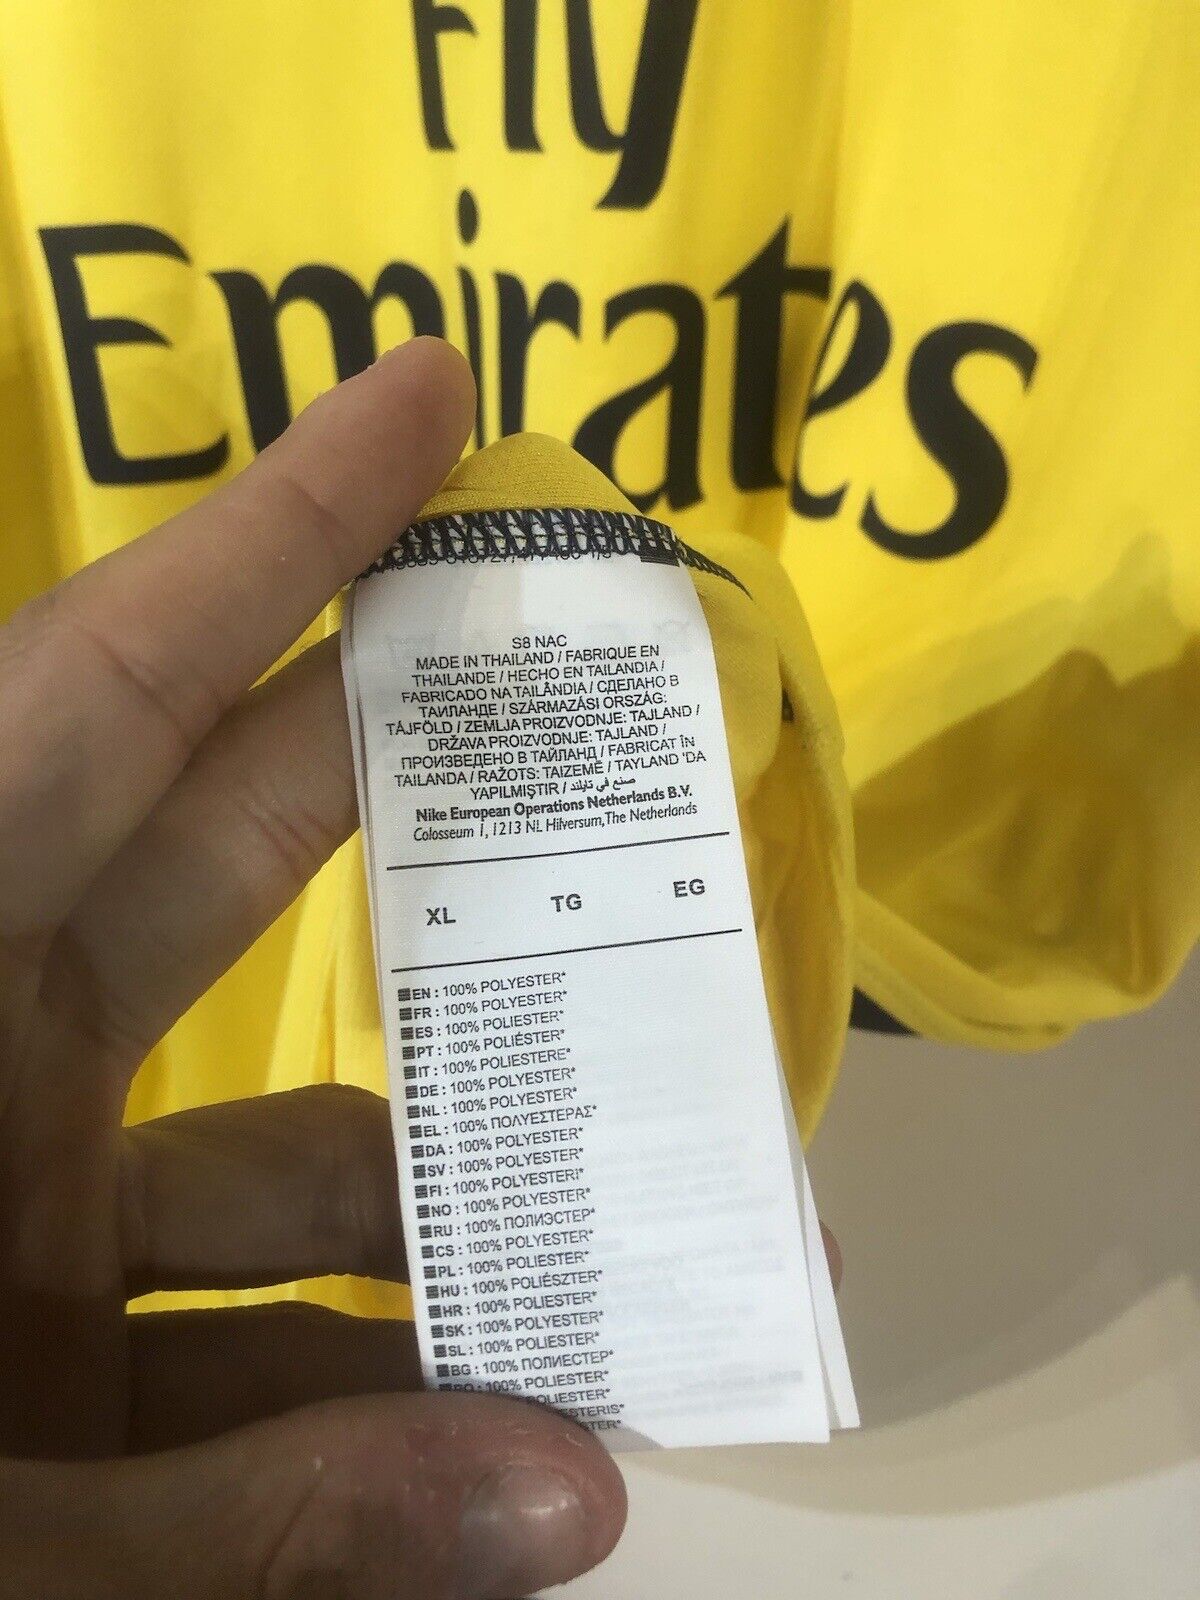 Fly
Emirates
S8 NAC
MADE IN THAILAND / FABRIQUE EN
THAILANDE / HECHO EN TAILANDIA /
FABRICADO NA TAILÂNDIA / СДЕЛАНО В
ТАИЛАНДЕ / SZÁRMAZÁSI ORSZÁG:
TÁJFÖLD / ZEMLJA PROIZVODNJE: TAJLAND /
DRŽAVA PROIZVODNJE: TAJLAND /
ПРОИЗВЕДЕНО В ТАЙЛАНД / FABRICAT ÎN
TAILANDA / RAŽOTS: TAIZEMĒ / TAYLAND 'DA
YAPILMIŞTIR / صنع في تايلند
Nike European Operations Netherlands B.V.
Colosseum 1, 1213 NL Hilversum, The Netherlands
XL TG EG
EN : 100% POLYESTER*
FR : 100% POLYESTER*
ES : 100% POLIESTER*
PT : 100% POLIÉSTER*
IT : 100% POLIESTERE*
DE : 100% POLYESTER*
NL : 100% POLYESTER*
EL : 100% ΠΟΛΥΕΣΤΕΡΑΣ*
DA : 100% POLYESTER*
SV : 100% POLYESTER*
FI : 100% POLYESTERI*
NO : 100% POLYESTER*
RU : 100% ПОЛИЭСТЕР*
CS : 100% POLYESTER*
PL : 100% POLIESTER*
HU : 100% POLIÉSZTER*
HR : 100% POLIESTER*
SK : 100% POLYESTER*
SL : 100% POLIESTER*
BG : 100% ПОЛИЕСТЕР*
RO : 100% POLIESTER*